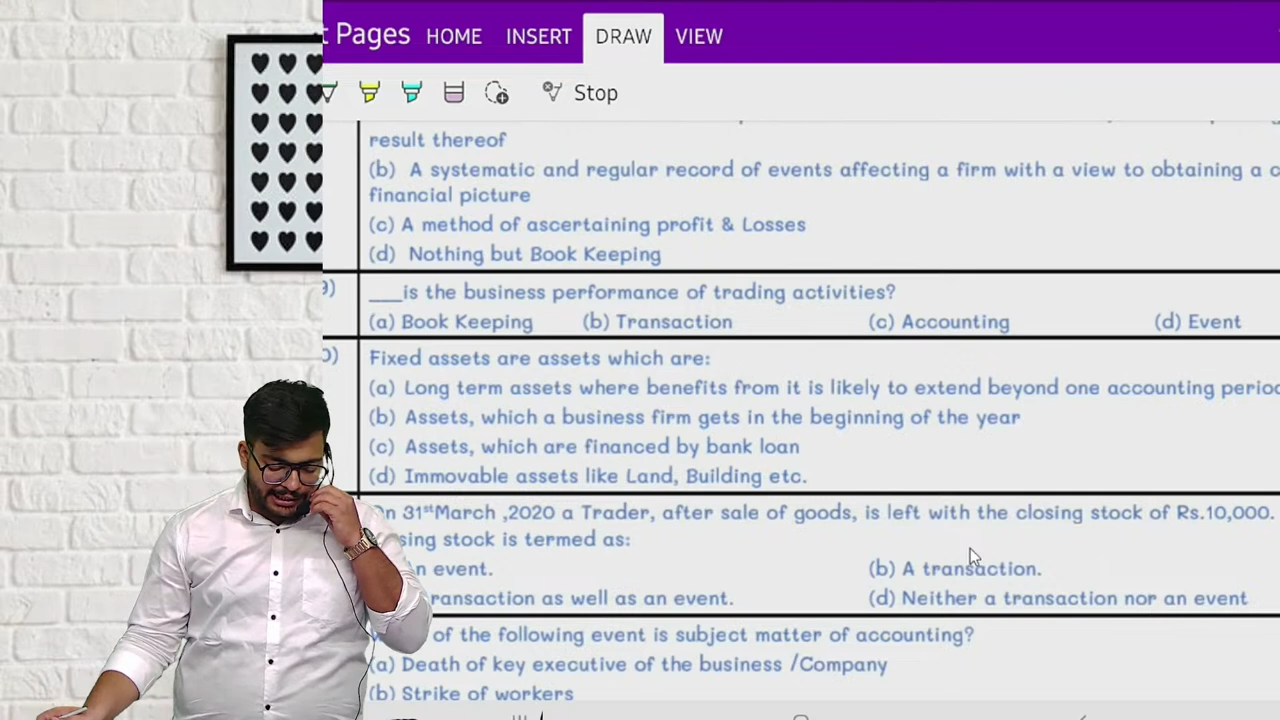 Pages HOME INSERT DRAW VIEW
Stop
result thereof
(b) A systematic and regular record of events affecting a firm with a view to obtaining a
financial picture
(c) A method of ascertaining profit & Losses
(d) Nothing but Book Keeping
9) ___is the business performance of trading activities?
(a) Book Keeping (b) Transaction (c) Accounting (d) Event
0) Fixed assets are assets which are:
(a) Long term assets where benefits from it is likely to extend beyond one accounting
(b) Assets, which a business firm gets in the beginning of the year
(c) Assets, which are financed by bank loan
(d) Immovable assets like Land, Building etc.
On 31stMarch ,2020 a Trader, after sale of goods, is left with the closing stock of Rs.10,000.
stock is termed as:
event. (b) A transaction.
as well as an event. (d) Neither a transaction nor an event
of the following event is subject matter of accounting?
(a) Death of key executive of the business /Company
(b) Strike of workers